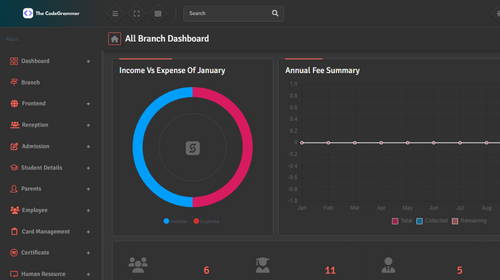 The CodeGrammer
Search
Main
All Branch Dashboard
Dashboard +
Branch
Frontend +
Reception +
Admission +
Student Details +
Parents +
Employee +
Card Management +
Certificate +
Human Resource +
Income Vs Expense Of January
Income Expense
Annual Fee Summary
1.0
0.8
0.6
0.4
0.2
0
-0.2
-0.4
-0.6
-0.8
-1.0
Jan Feb Mar Apr May Jun Jul Aug
Total Collected Remaining
6
11
5